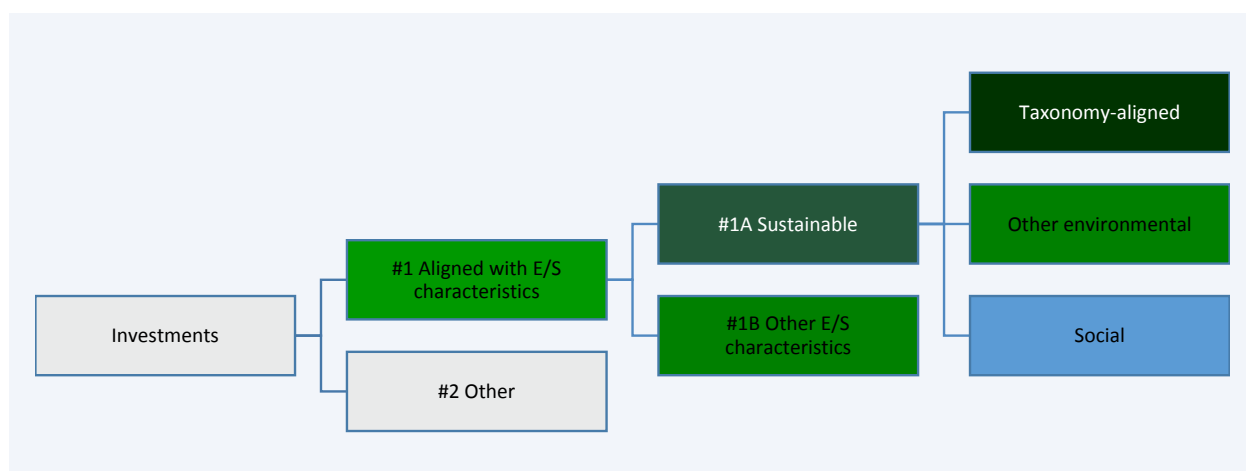 Investments
#1 Aligned with E/S
characteristics
#2 Other
#1A Sustainable
#1B Other E/S
characteristics
Taxonomy-aligned
Other environmental
Social